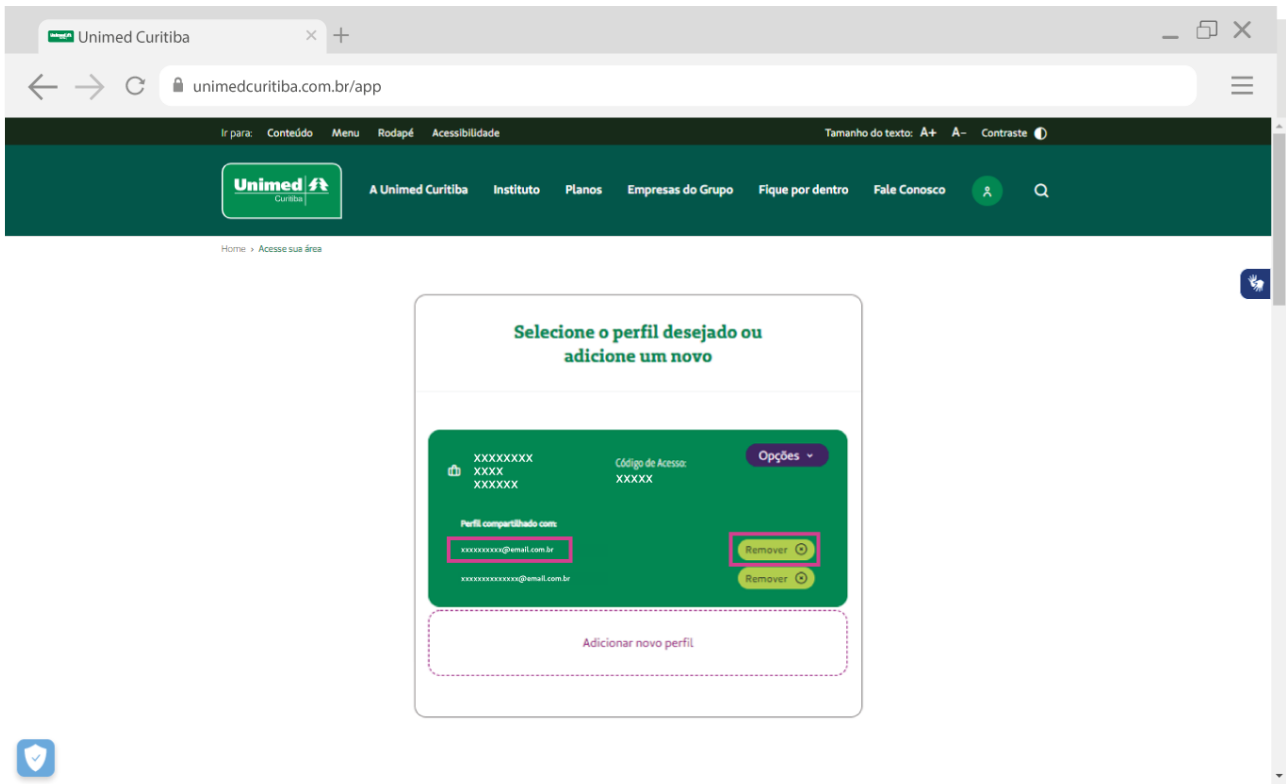 Unimed Curitiba
unimedcuritiba.com.br/app
Ir para: Conteúdo Menu Rodapé Acessibilidade Tamanho do texto: A+ A- Contraste
Unimed
Curitiba
A Unimed Curitiba Instituto Planos Empresas do Grupo Fique por dentro Fale Conosco
Home › Acesse sua área
Selecione o perfil desejado ou
adicione um novo
XXXXXXXX
XXXX
XXXXXX
Código de Acesso:
XXXXX
Opções
Perfil compartilhado com:
xxxxxxxxxx@email.com.br Remover
xxxxxxxxxxxxxx@email.com.br Remover
Adicionar novo perfil